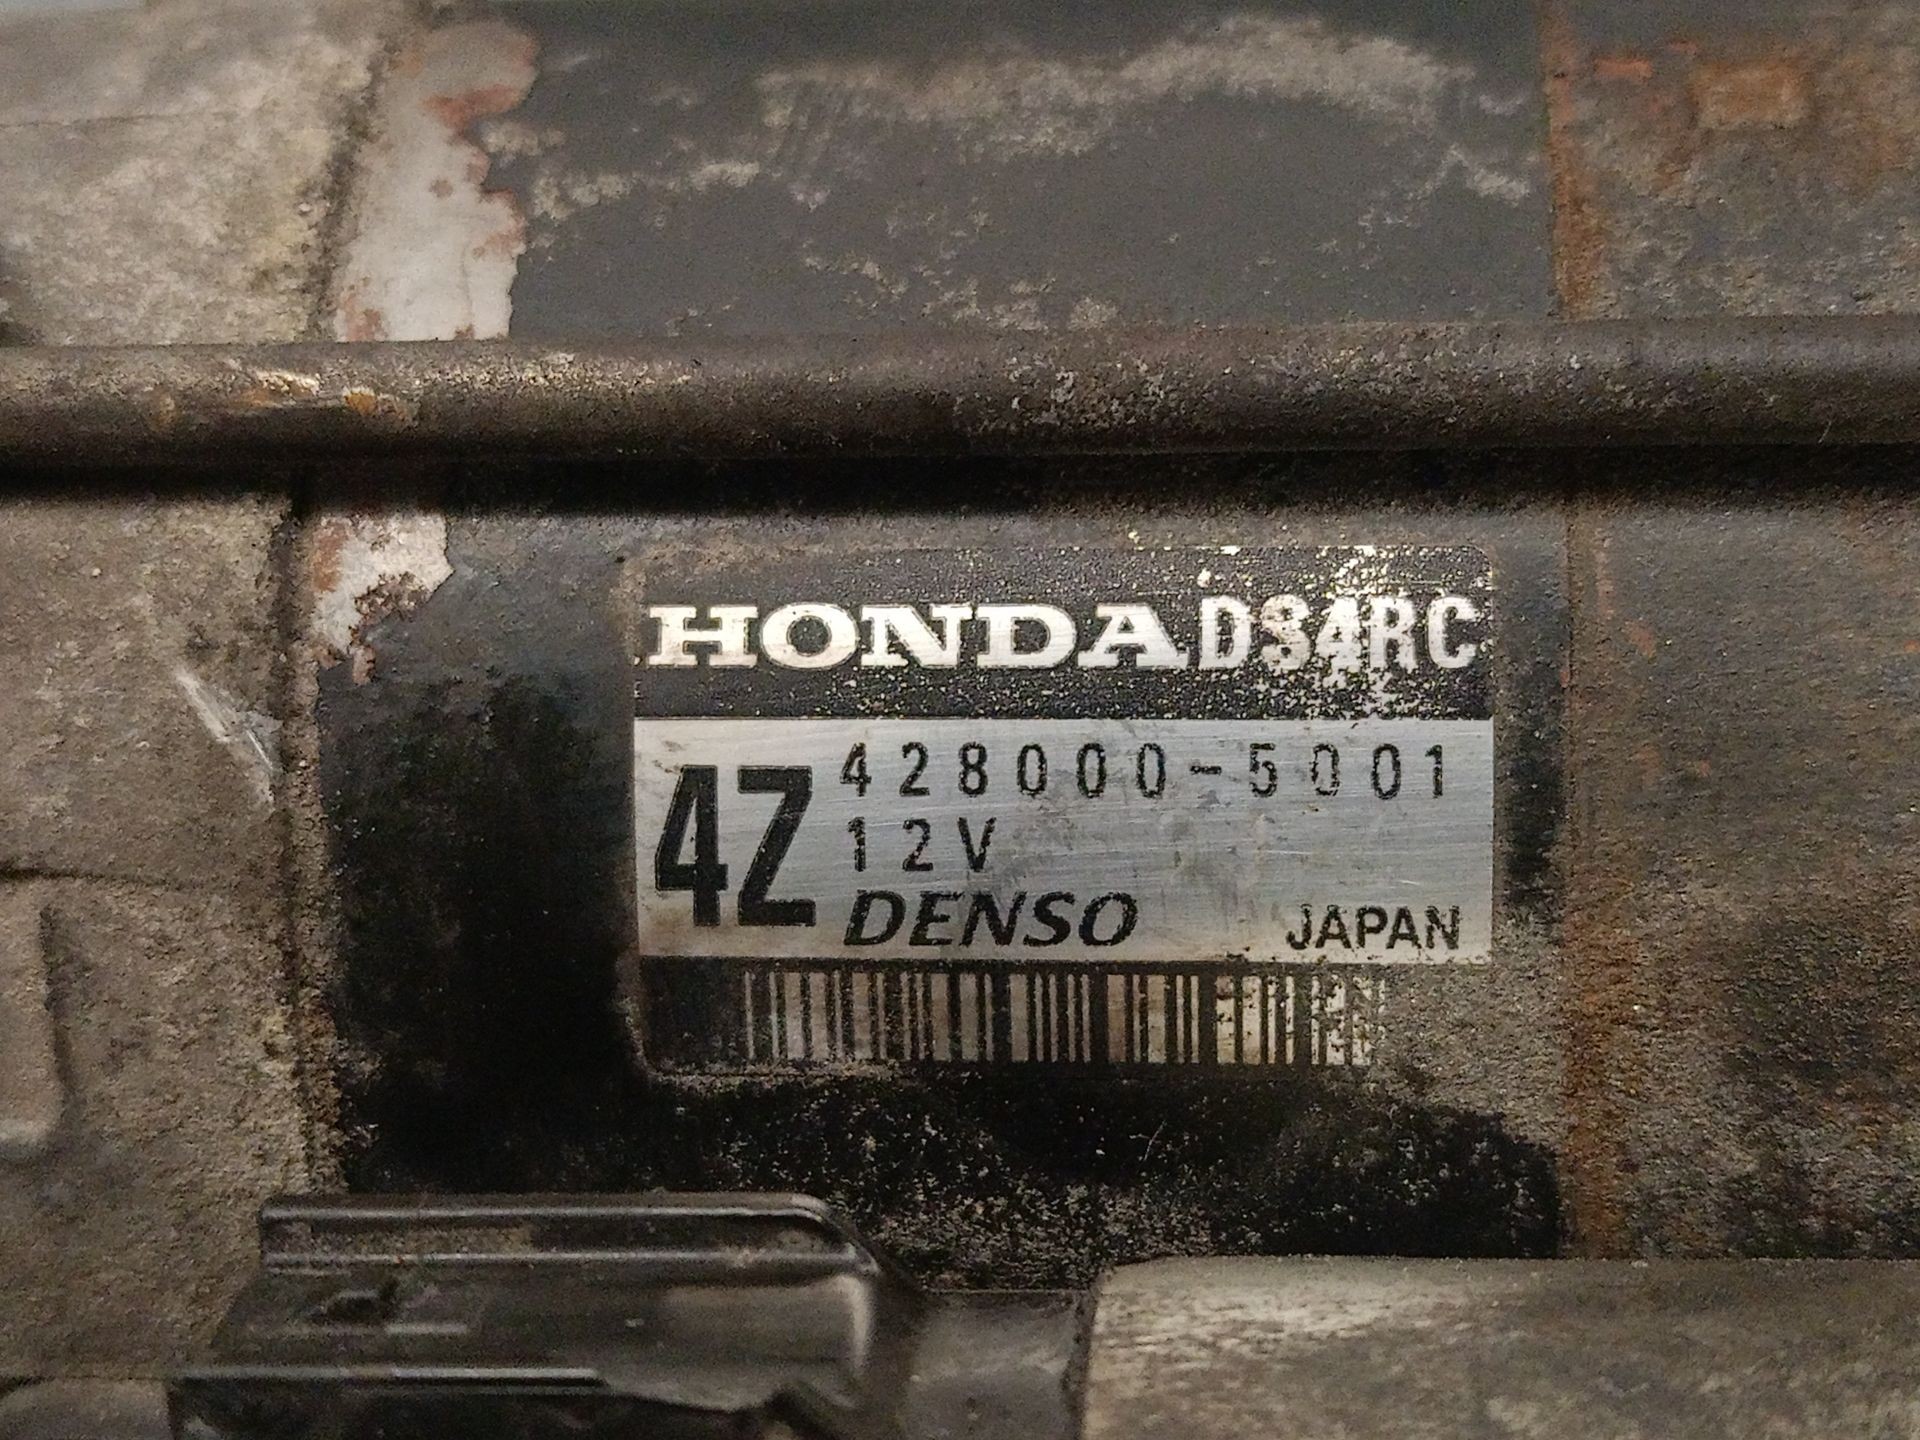 HONDA DS4RC
4Z
428000-5001
12V
DENSO JAPAN